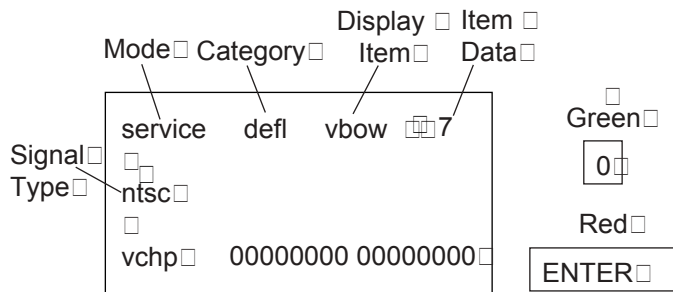 Display Item
Mode Category Item Data
service defl vbow 7
Signal Type
ntsc
vchp 00000000 00000000
Green
0
Red
ENTER